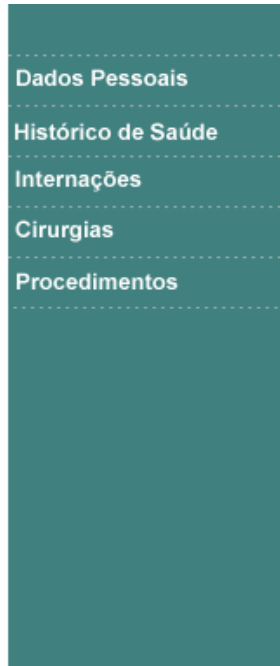 Dados Pessoais
Histórico de Saúde
Internações
Cirurgias
Procedimentos